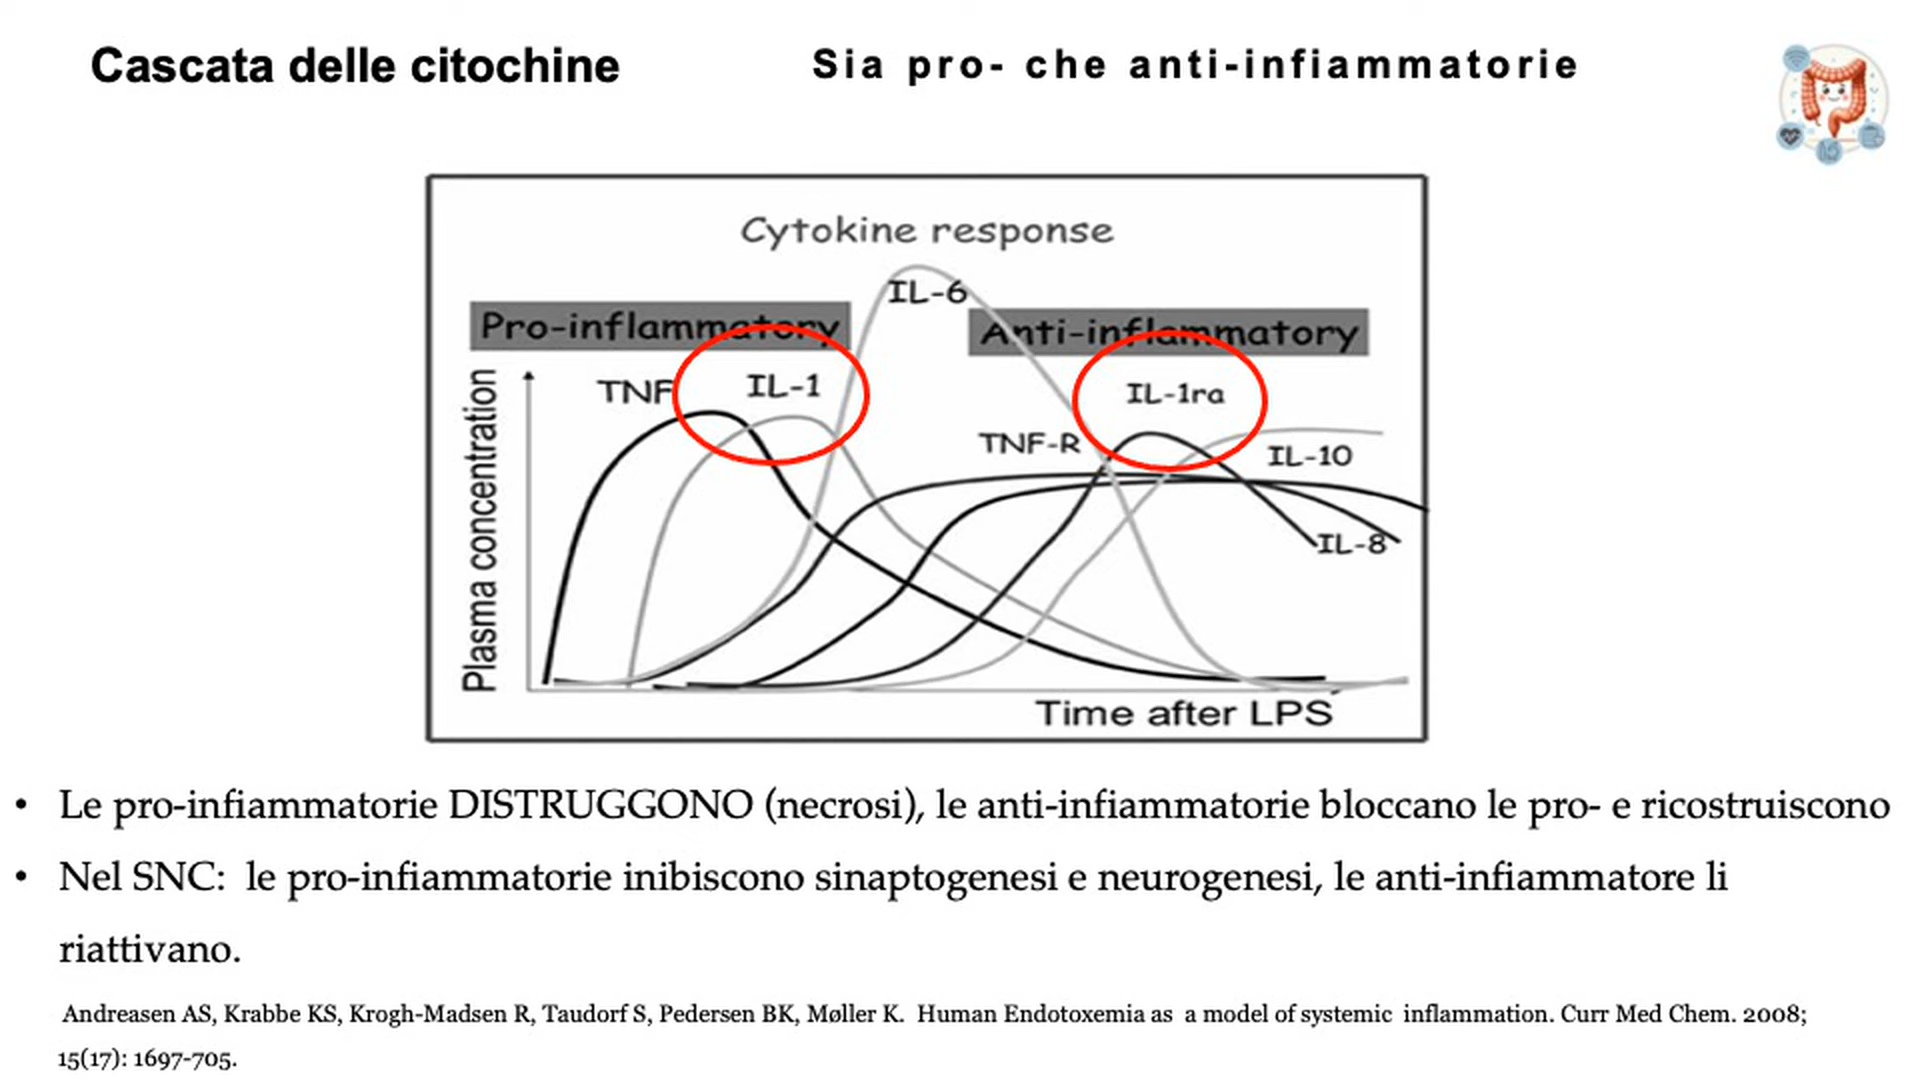 Cascata delle citochine
Sia pro- che anti-infiammatorie
Cytokine response
IL-6
Pro-inflammatory
Anti-inflammatory
TNF
IL-1
IL-1ra
TNF-R
IL-10
IL-8
Plasma concentration
Time after LPS
• Le pro-infiammatorie DISTRUGGONO (necrosi), le anti-infiammatorie bloccano le pro- e ricostruiscono
• Nel SNC: le pro-infiammatorie inibiscono sinaptogenesi e neurogenesi, le anti-infiammatore li
riattivano.
Andreasen AS, Krabbe KS, Krogh-Madsen R, Taudorf S, Pedersen BK, Møller K. Human Endotoxemia as a model of systemic inflammation. Curr Med Chem. 2008;
15(17): 1697-705.